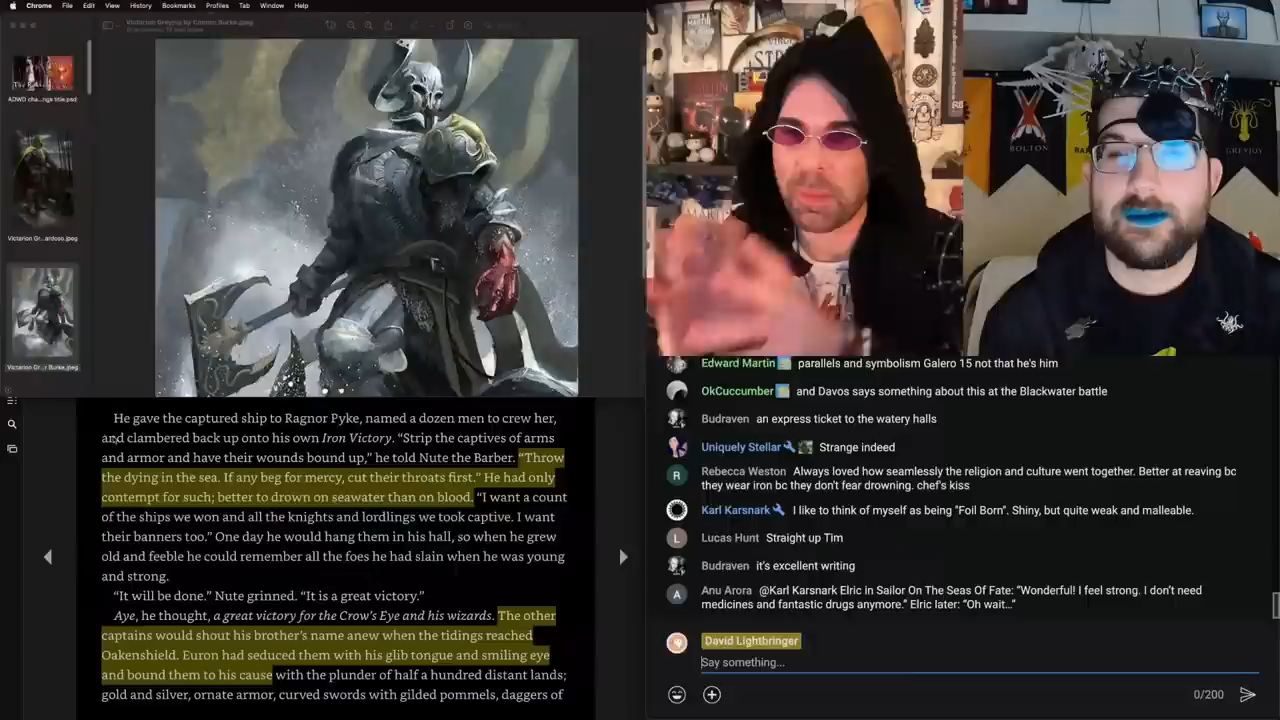 Chrome File Edit View History Bookmarks Profiles Tab Window Help
Victarion Greyjoy by Conner Burke.jpeg
ADWD cha...ngs title.psd
Victarion Gr...ardoso.jpeg
Victarion Gr...r Burke.jpeg
He gave the captured ship to Ragnor Pyke, named a dozen men to crew her,
and clambered back up onto his own Iron Victory. “Strip the captives of arms
and armor and have their wounds bound up,” he told Nute the Barber. “Throw
the dying in the sea. If any beg for mercy, cut their throats first.” He had only
contempt for such; better to drown on seawater than on blood. “I want a count
of the ships we won and all the knights and lordlings we took captive. I want
their banners too.” One day he would hang them in his hall, so when he grew
old and feeble he could remember all the foes he had slain when he was young
and strong.
“It will be done.” Nute grinned. “It is a great victory.”
Aye, he thought, a great victory for the Crow’s Eye and his wizards. The other
captains would shout his brother’s name anew when the tidings reached
Oakenshield. Euron had seduced them with his glib tongue and smiling eye
and bound them to his cause with the plunder of half a hundred distant lands;
gold and silver, ornate armor, curved swords with gilded pommels, daggers of
MARTIN
BOLTON
GREYJOY
Edward Martin parallels and symbolism Galero 15 not that he's him
OkCuccumber and Davos says something about this at the Blackwater battle
Budraven an express ticket to the watery halls
Uniquely Stellar Strange indeed
R
Rebecca Weston Always loved how seamlessly the religion and culture went together. Better at reaving bc
they wear iron bc they don't fear drowning. chef's kiss
Karl Karsnark I like to think of myself as being "Foil Born". Shiny, but quite weak and malleable.
L
Lucas Hunt Straight up Tim
Budraven it's excellent writing
A
Anu Arora @Karl Karsnark Elric in Sailor On The Seas Of Fate: “Wonderful! I feel strong. I don’t need
medicines and fantastic drugs anymore.” Elric later: “Oh wait…”
David Lightbringer
Say something...
0/200